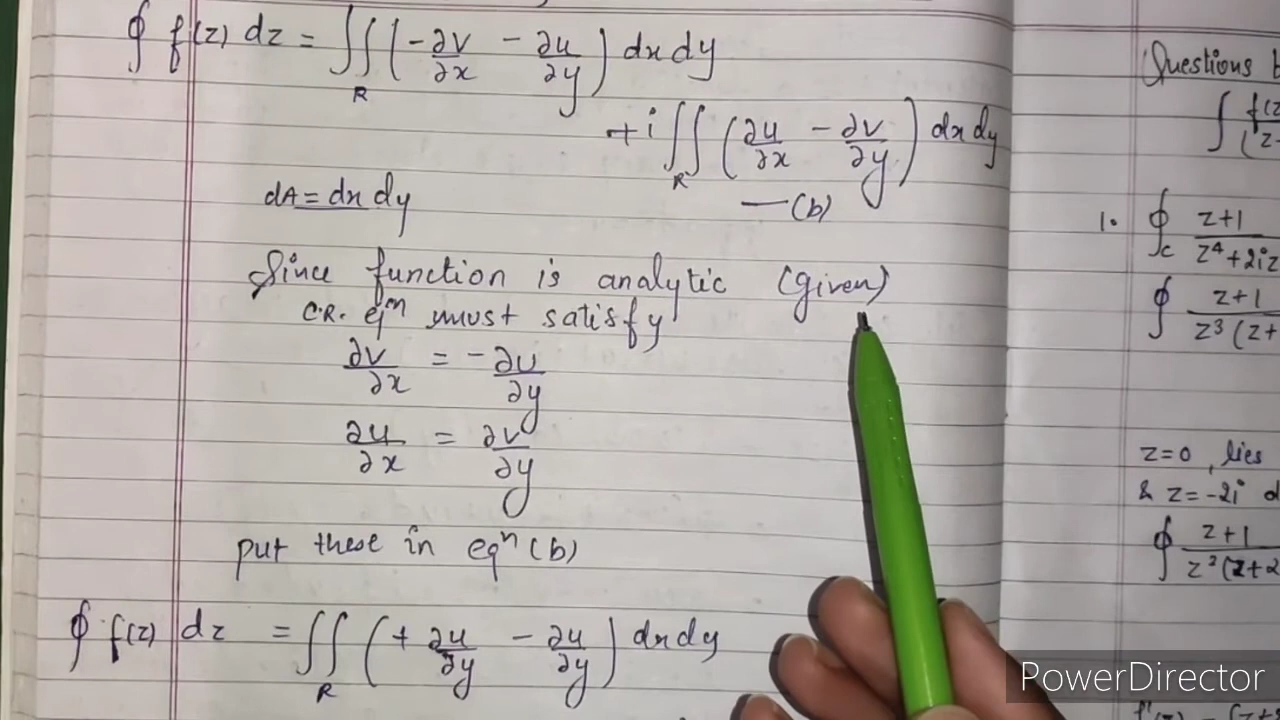 ∮ f(z) dz = ∬_R (-∂v/∂x - ∂u/∂y) dx dy
+ i ∬_R (∂u/∂x - ∂v/∂y) dx dy
—(b)
dA = dx dy
Since function is analytic (given)
C.R. eqⁿ must satisfy
∂v/∂x = -∂u/∂y
∂u/∂x = ∂v/∂y
put these in eqⁿ (b)
∮ f(z) dz = ∬_R (+ ∂u/∂y - ∂u/∂y) dx dy
Questions
1. ∮_C z+1 / z⁴+2iz
∮ z+1 / z³(z+
z=0, lies
& z=-2i
∮ z+1 / z³(z+2
PowerDirector